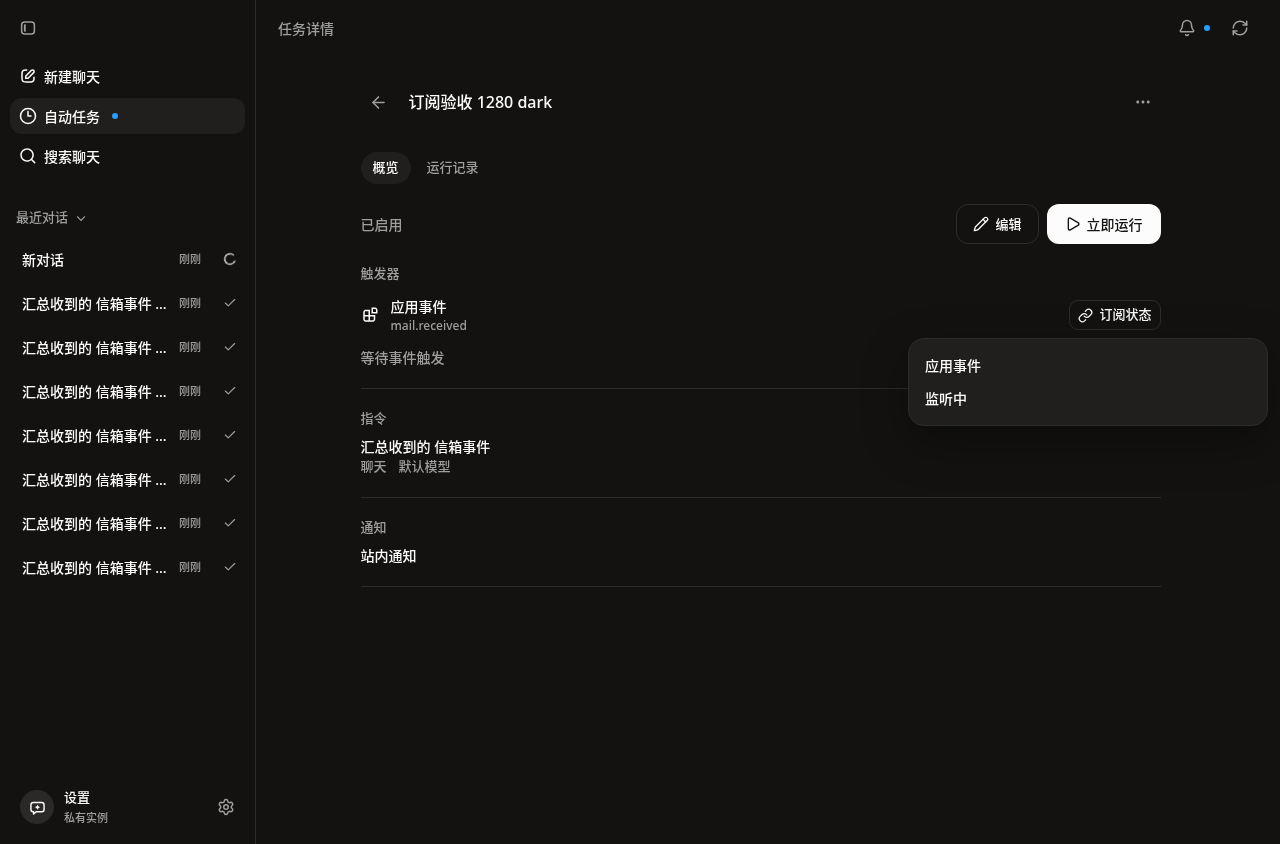 任务详情
新建聊天
自动任务
搜索聊天
最近对话
新对话 刚刚
汇总收到的 信箱事件 ... 刚刚
汇总收到的 信箱事件 ... 刚刚
汇总收到的 信箱事件 ... 刚刚
汇总收到的 信箱事件 ... 刚刚
汇总收到的 信箱事件 ... 刚刚
汇总收到的 信箱事件 ... 刚刚
汇总收到的 信箱事件 ... 刚刚
设置
私有实例
订阅验收 1280 dark
概览 运行记录
已启用 编辑 立即运行
触发器
应用事件
mail.received
订阅状态
等待事件触发
应用事件
监听中
指令
汇总收到的 信箱事件
聊天 默认模型
通知
站内通知